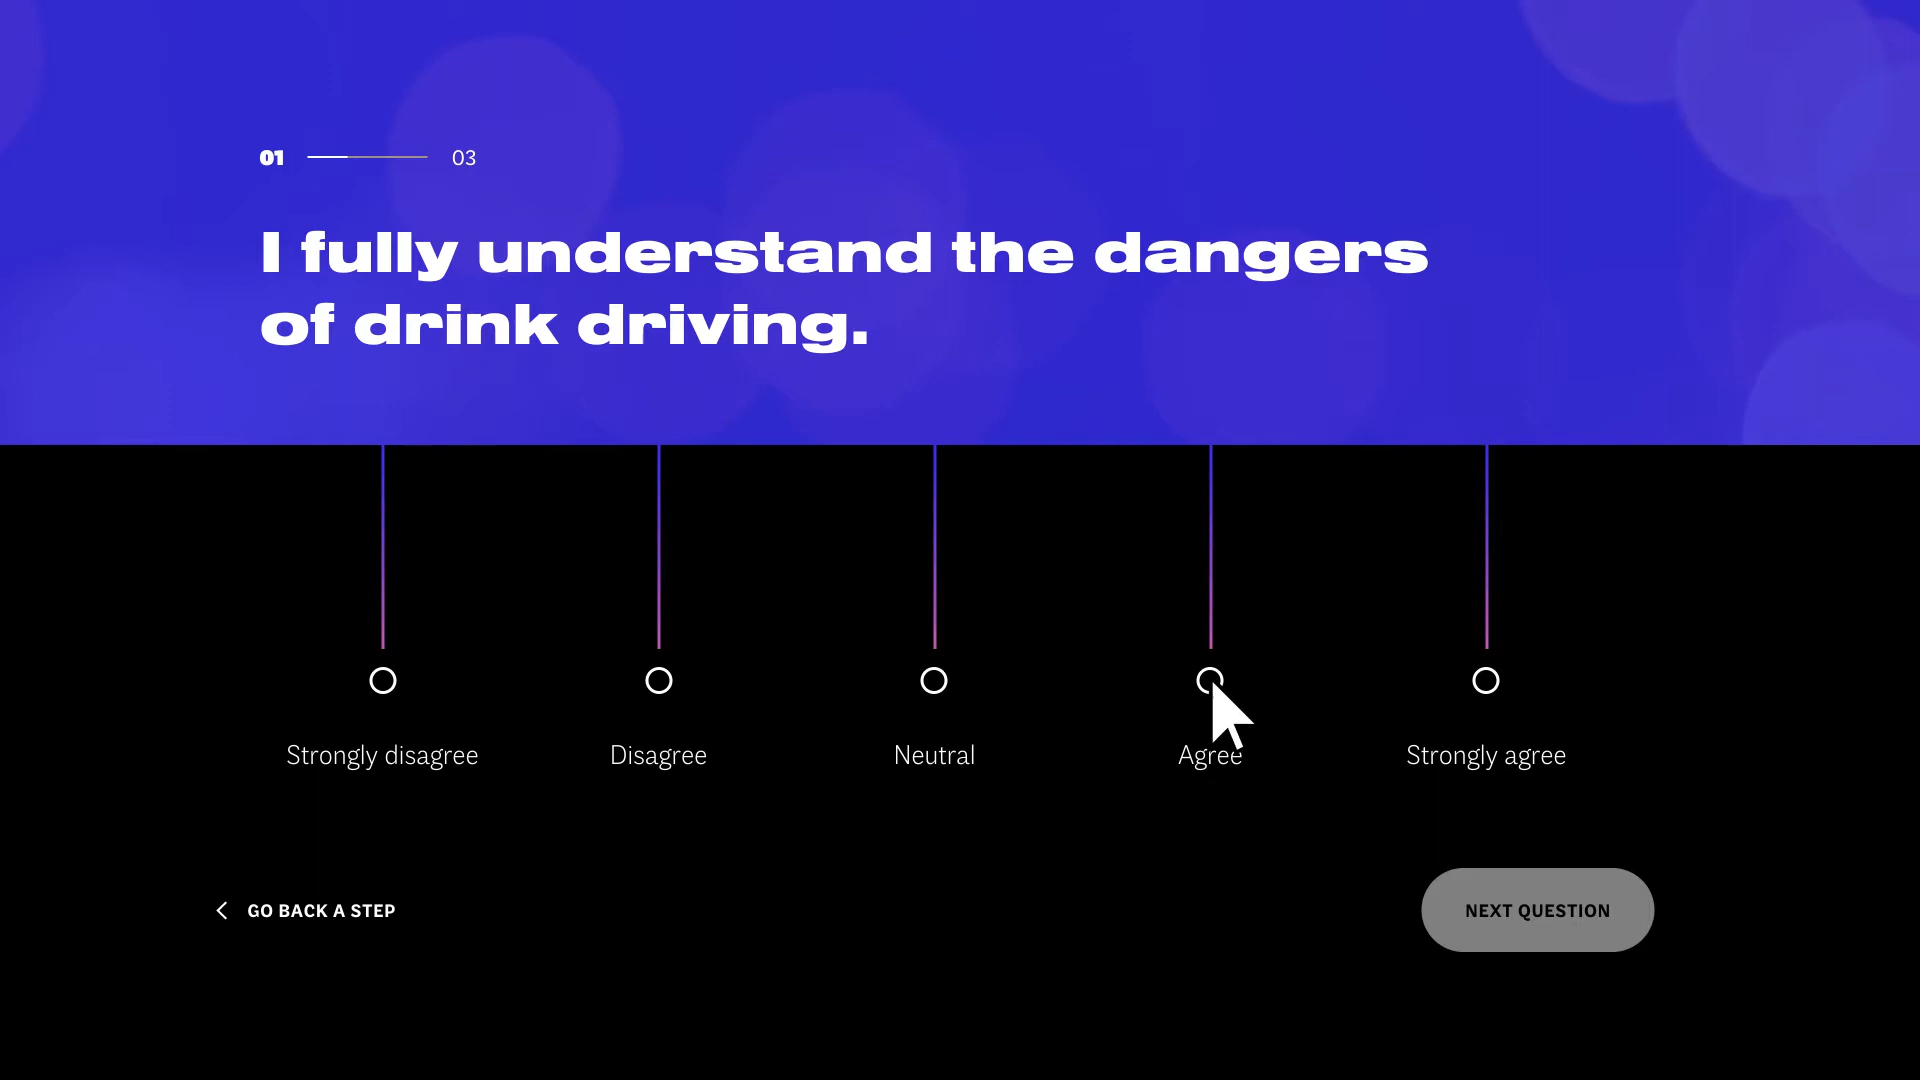 01 03
I fully understand the dangers
of drink driving.
Strongly disagree
Disagree
Neutral
Agree
Strongly agree
GO BACK A STEP
NEXT QUESTION